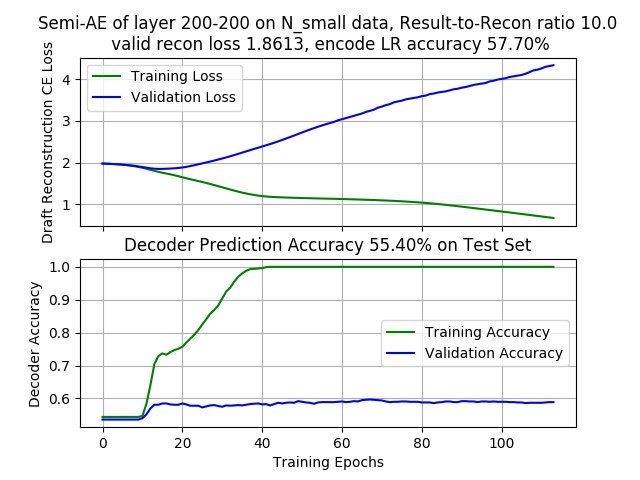 Semi-AE of layer 200-200 on N_small data, Result-to-Recon ratio 10.0
valid recon loss 1.8613, encode LR accuracy 57.70%
Draft Reconstruction CE Loss
4
3
2
1
Training Loss
Validation Loss
Decoder Prediction Accuracy 55.40% on Test Set
Decoder Accuracy
1.0
0.9
0.8
0.7
0.6
Training Accuracy
Validation Accuracy
0 20 40 60 80 100
Training Epochs